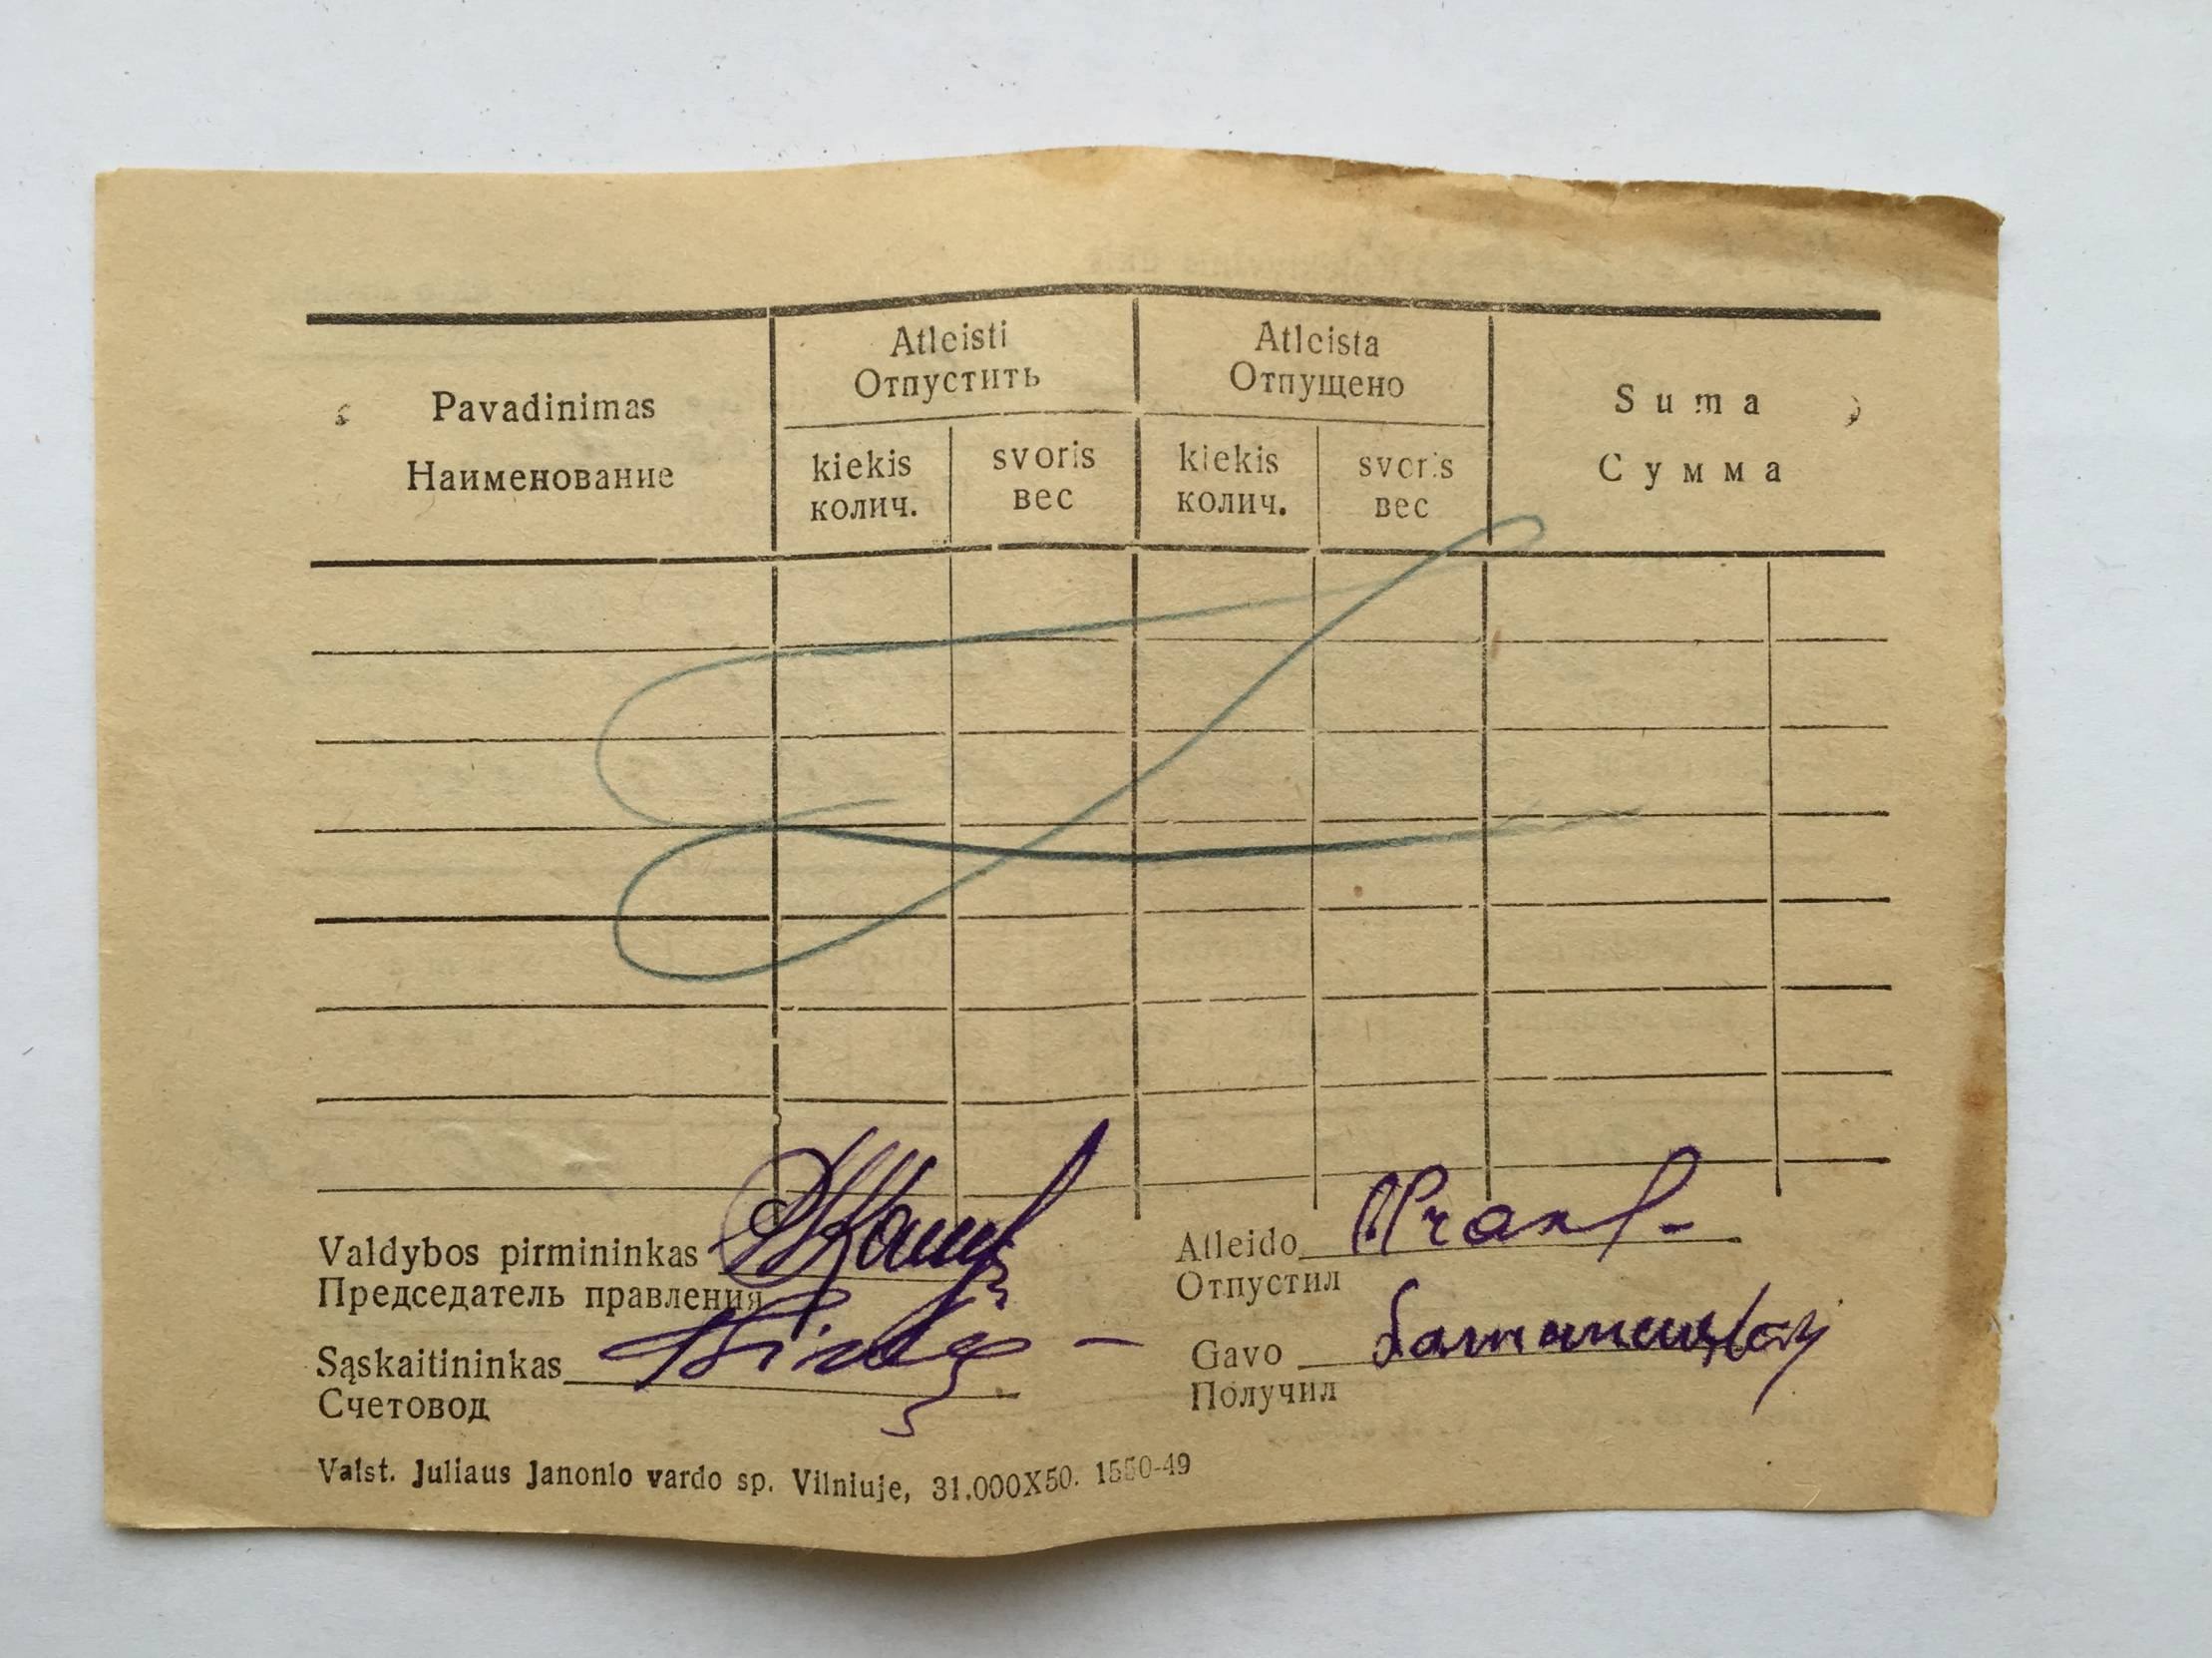 Pavadinimas
Наименование
Atleisti
Отпустить
Atleista
Отпущено
Suma
Сумма
kiekis
колич.
svoris
вес
kiekis
колич.
svoris
вес
Valdybos pirmininkas
Председатель правления
Atleido
Отпустил
Sąskaitininkas
Счетовод
Gavo
Получил
Valst. Juliaus Janonio vardo sp. Vilniuje, 31.000X50. 1550-49